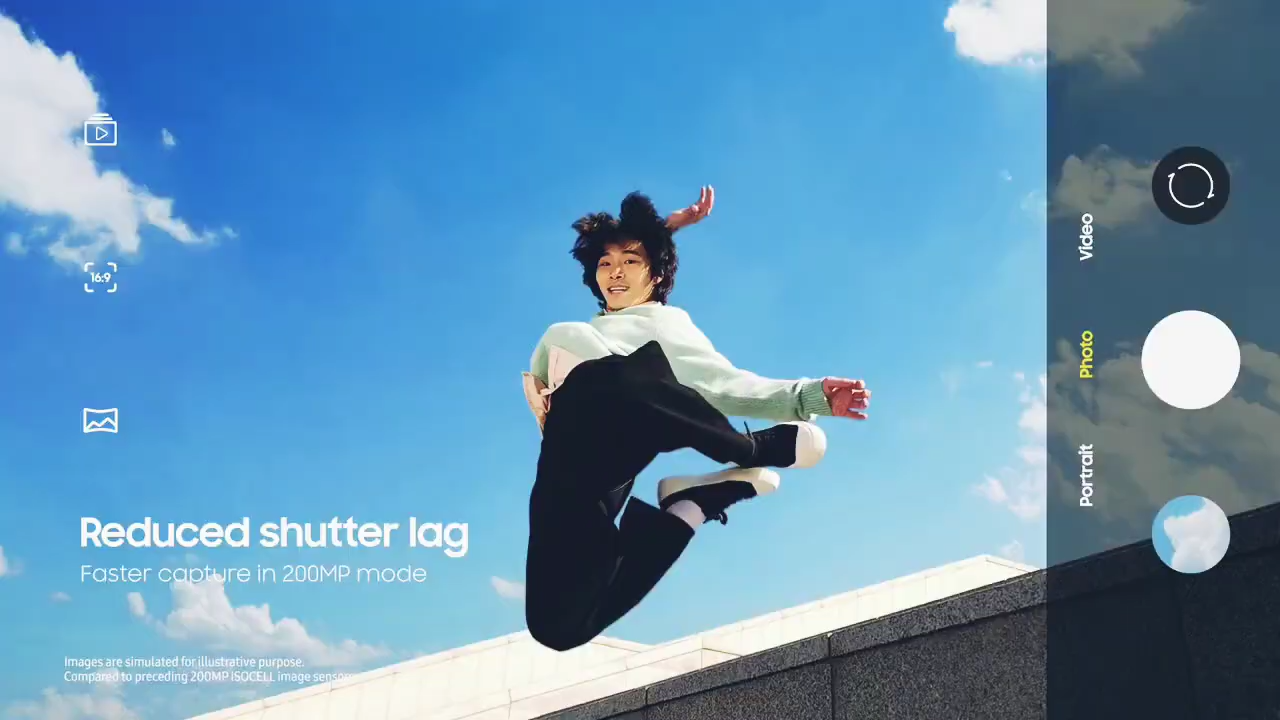 16:9
Video
Photo
Portrait
Reduced shutter lag
Faster capture in 200MP mode
Images are simulated for illustrative purpose.
Compared to preceding 200MP ISOCELL image sensor.